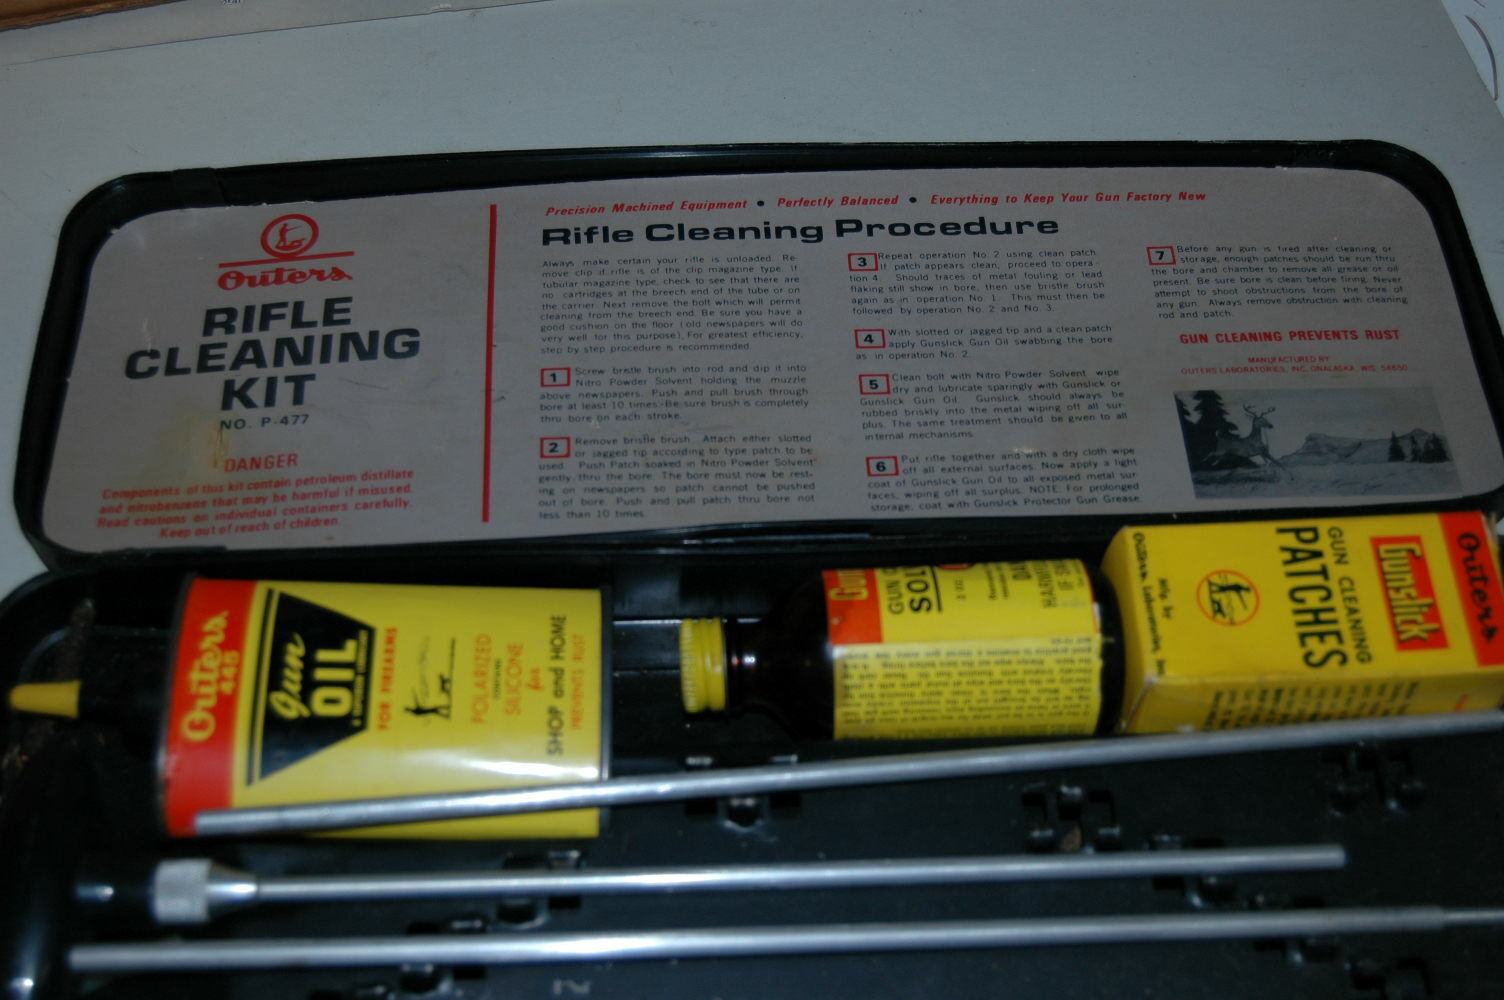 Outers
RIFLE
CLEANING
KIT
NO. P-477
DANGER
Components of this kit contain petroleum distillate
and nitrobenzene that may be harmful if misused.
Read cautions on individual containers carefully.
Keep out of reach of children.
Precision Machined Equipment • Perfectly Balanced • Everything to Keep Your Gun Factory New
Rifle Cleaning Procedure
Always make certain your rifle is unloaded. Re
move clip if rifle is of the clip magazine type. If
tubular magazine type, check to see that there are
no cartridges at the breech end of the tube or on
the carrier. Next remove the bolt which will permit
cleaning from the breech end. Be sure you have a
good cushion on the floor (old newspapers will do
very well for this purpose). For greatest efficiency,
step by step procedure is recommended.
1 Screw bristle brush into rod and dip it into
Nitro Powder Solvent holding the muzzle
above newspapers. Push and pull brush through
bore at least 10 times. Be sure brush is completely
thru bore on each stroke.
2 Remove bristle brush. Attach either slotted
or jagged tip according to type patch to be
used. Push Patch soaked in Nitro Powder Solvent
gently, thru the bore. The bore must now be rest-
ing on newspapers so patch cannot be pushed
out of bore. Push and pull patch thru bore not
less than 10 times.
3 Repeat operation No. 2 using clean patch.
If patch appears clean, proceed to opera-
tion 4. Should traces of metal fouling or lead
flaking still show in bore, then use bristle brush
again as in operation No. 1. This must then be
followed by operation No. 2 and No. 3.
4 With slotted or jagged tip and a clean patch
apply Gunslick Gun Oil swabbing the bore
as in operation No. 2.
5 Clean bolt with Nitro Powder Solvent wipe
dry and lubricate sparingly with Gunslick or
Gunslick Gun Oil. Gunslick should always be
rubbed briskly into the metal wiping off all sur-
plus. The same treatment should be given to all
internal mechanisms.
6 Put rifle together and with a dry cloth wipe
off all external surfaces. Now apply a light
coat of Gunslick Gun Oil to all exposed metal sur-
faces, wiping off all surplus. NOTE: For prolonged
storage, coat with Gunslick Protector Gun Grease.
7 Before any gun is fired after cleaning or
storage, enough patches should be run thru
the bore and chamber to remove all grease or oil
present. Be sure bore is clean before firing. Never
attempt to shoot obstructions from the bore of
any gun. Always remove obstruction with cleaning
rod and patch.
GUN CLEANING PREVENTS RUST
MANUFACTURED BY
OUTERS LABORATORIES, INC. ONALASKA, WIS. 54650
Outers
445
Gun
OIL
FOR FIREARMS
POLARIZED
CONTAINS
SILICONE
for
SHOP and HOME
PREVENTS RUST
GUN
2 OZ.
Outers
Gunslick
GUN CLEANING
PATCHES
Mfg. by
Outers Laboratories, Inc.